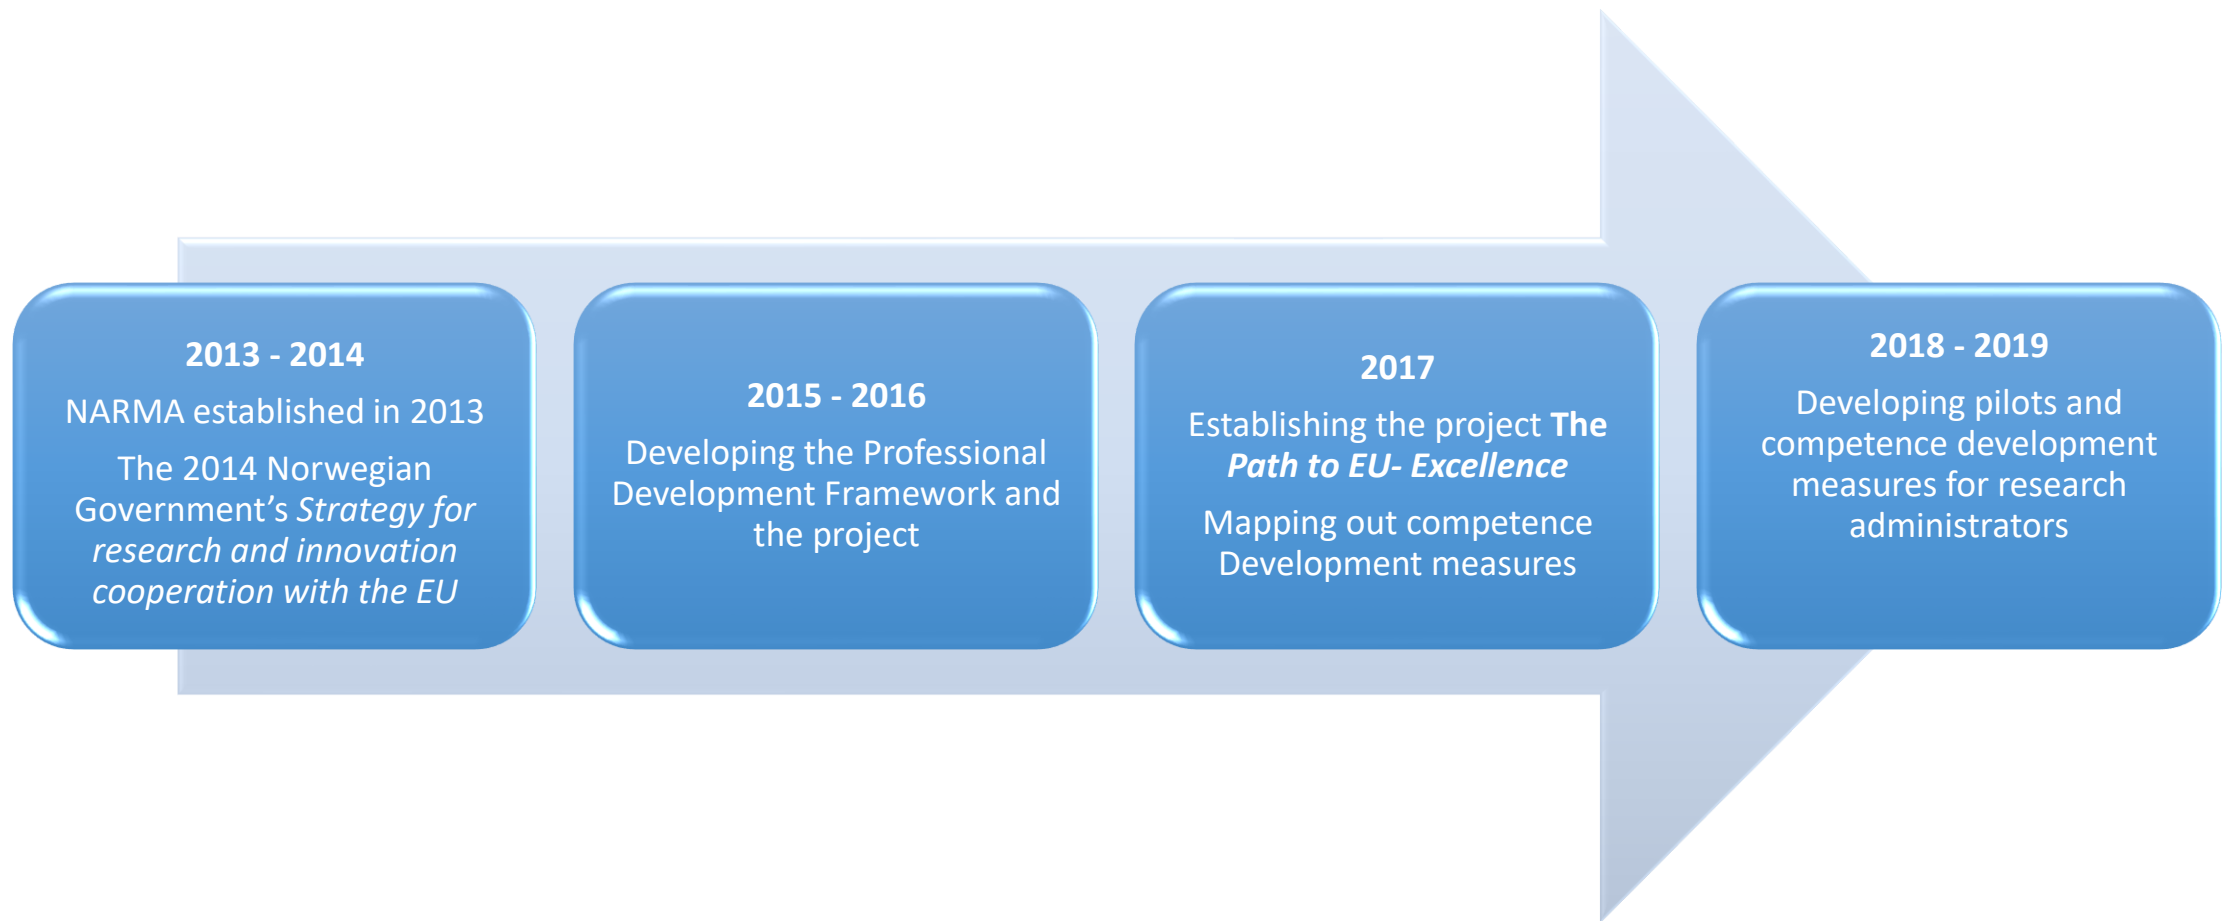 2013 - 2014
NARMA established in 2013
The 2014 Norwegian
Government’s Strategy for
research and innovation
cooperation with the EU
2015 - 2016
Developing the Professional
Development Framework and
the project
2017
Establishing the project The
Path to EU- Excellence
Mapping out competence
Development measures
2018 - 2019
Developing pilots and
competence development
measures for research
administrators